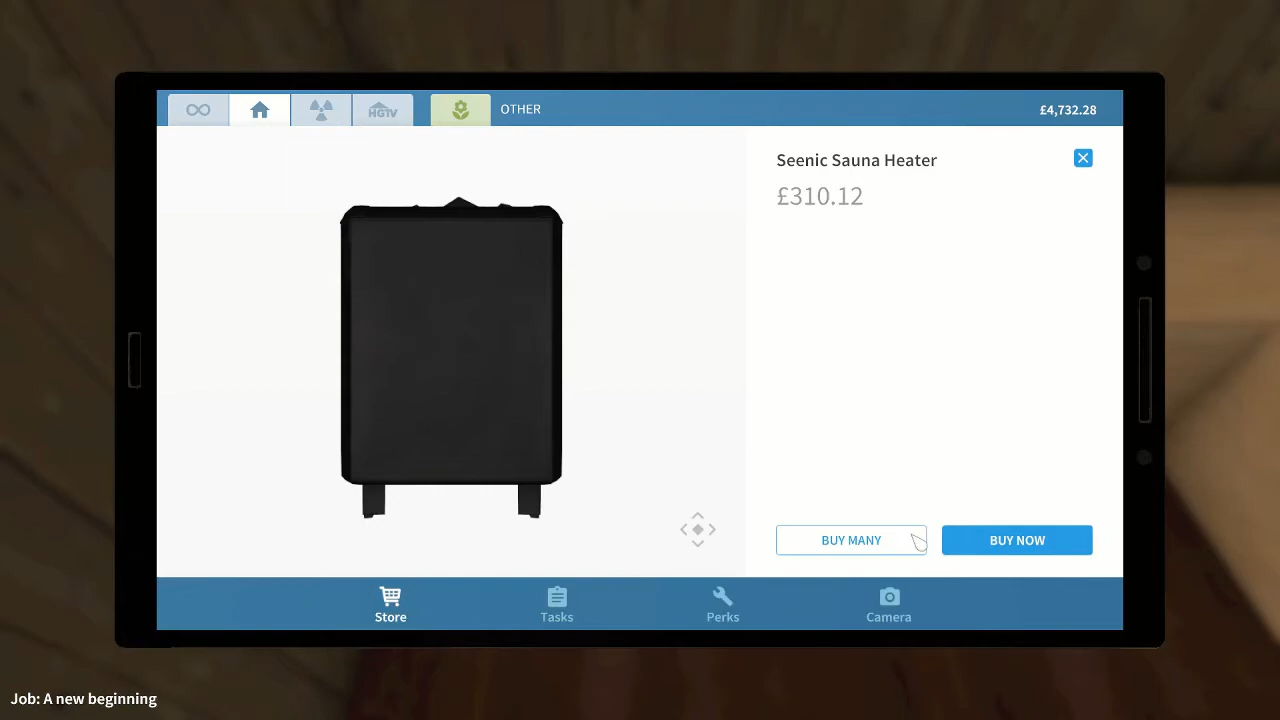 HGTV
OTHER
£4,732.28
Seenic Sauna Heater
£310.12
BUY MANY
BUY NOW
Store
Tasks
Perks
Camera
Job: A new beginning